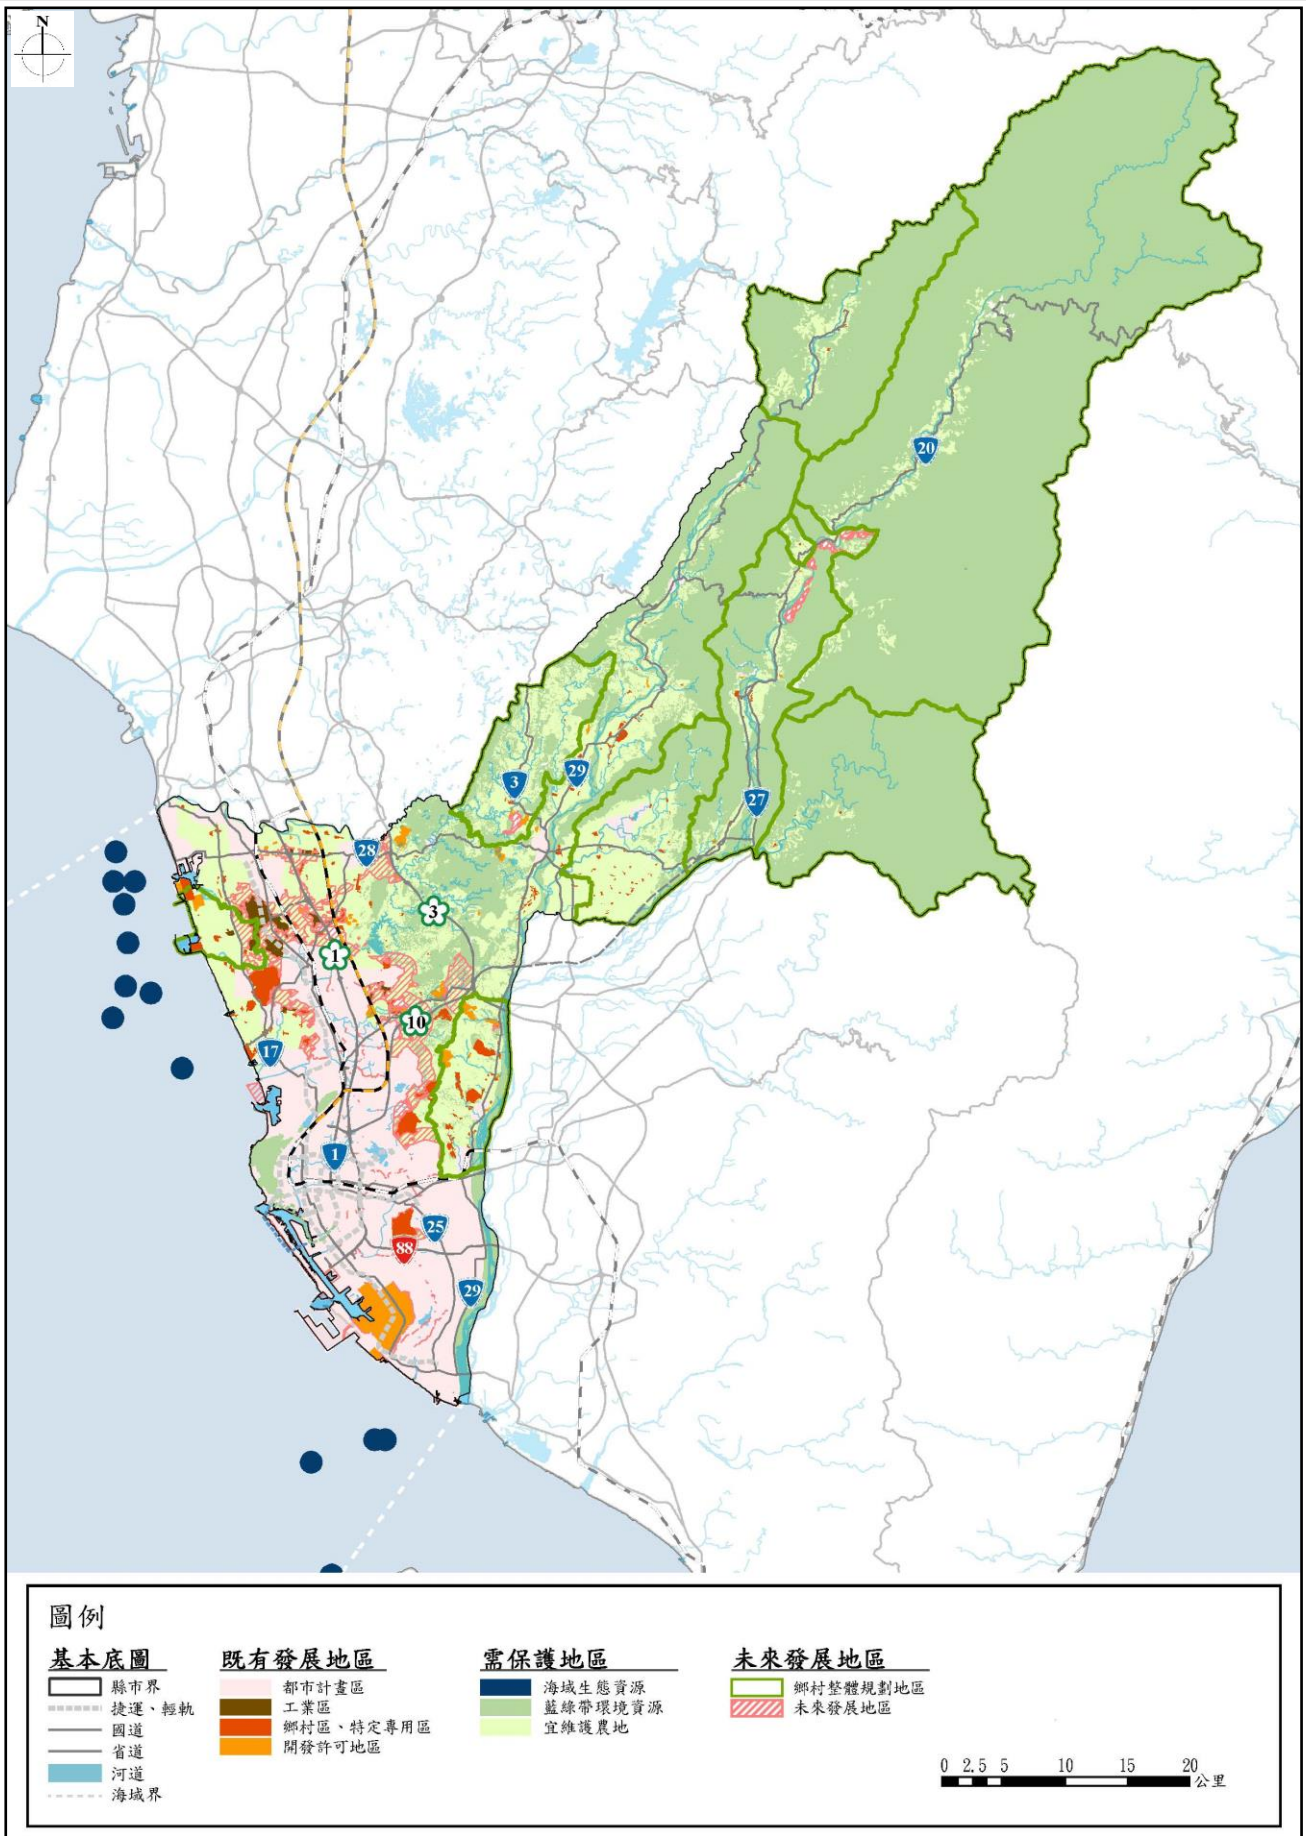 N
20
3
29
27
28
3
1
10
17
1
25
88
29
圖例
基本底圖
縣市界
捷運、輕軌
國道
省道
河道
海域界
既有發展地區
都市計畫區
工業區
鄉村區、特定專用區
開發許可地區
需保護地區
海域生態資源
藍綠帶環境資源
宜維護農地
未來發展地區
鄉村整體規劃地區
未來發展地區
0 2.5 5 10 15 20
公里